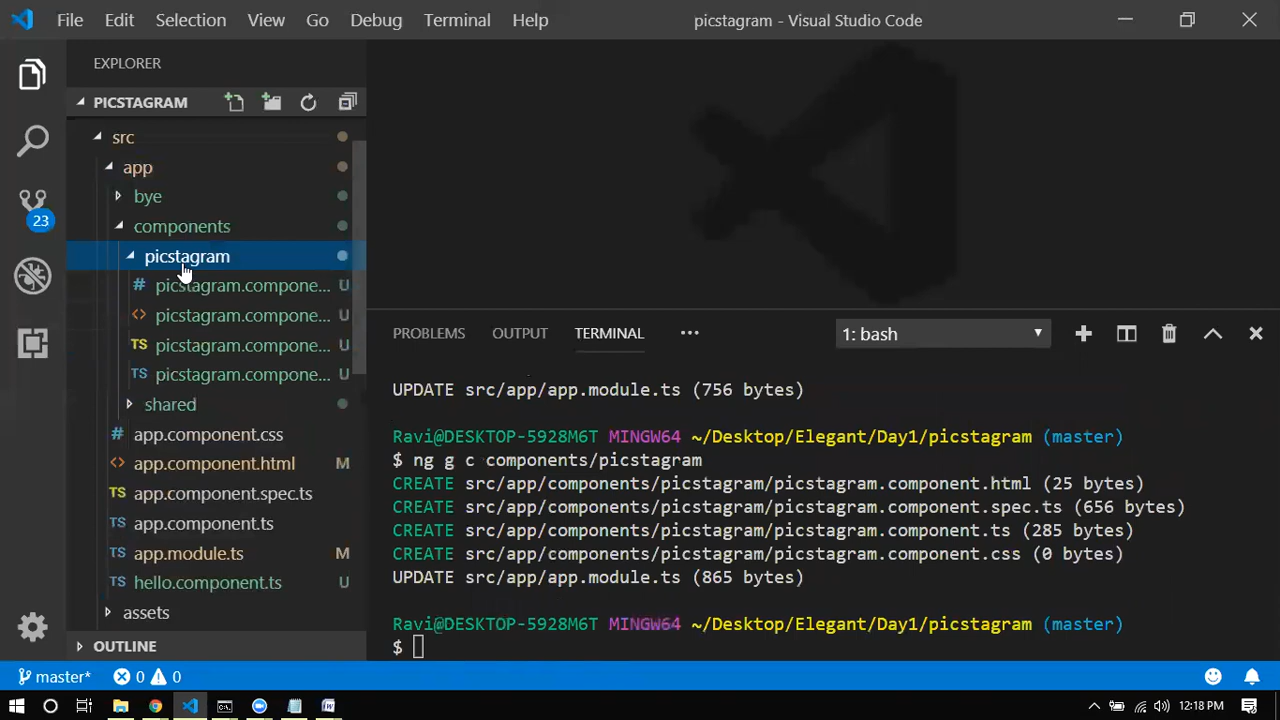 File Edit Selection View Go Debug Terminal Help
picstagram - Visual Studio Code
EXPLORER
PICSTAGRAM
src
app
bye
components
picstagram
# picstagram.compone... U
<> picstagram.compone... U
TS picstagram.compone... U
TS picstagram.compone... U
shared
# app.component.css
<> app.component.html M
TS app.component.spec.ts
TS app.component.ts
TS app.module.ts M
TS hello.component.ts U
assets
OUTLINE
23
PROBLEMS OUTPUT TERMINAL ••• 1: bash
UPDATE src/app/app.module.ts (756 bytes)
Ravi@DESKTOP-5928M6T MINGW64 ~/Desktop/Elegant/Day1/picstagram (master)
$ ng g c components/picstagram
CREATE src/app/components/picstagram/picstagram.component.html (25 bytes)
CREATE src/app/components/picstagram/picstagram.component.spec.ts (656 bytes)
CREATE src/app/components/picstagram/picstagram.component.ts (285 bytes)
CREATE src/app/components/picstagram/picstagram.component.css (0 bytes)
UPDATE src/app/app.module.ts (865 bytes)
Ravi@DESKTOP-5928M6T MINGW64 ~/Desktop/Elegant/Day1/picstagram (master)
$
master* 0 0
12:18 PM